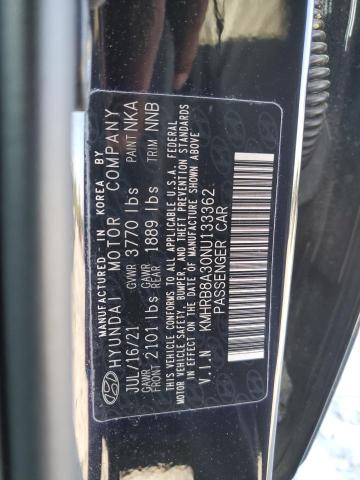 MANUFACTURED IN KOREA BY
HYUNDAI MOTOR COMPANY
JUL/16/21 GVWR 3770 lbs PAINT NKA
GAWR FRONT 2101 lbs GAWR REAR 1889 lbs TRIM NNB
THIS VEHICLE CONFORMS TO ALL APPLICABLE U.S.A. FEDERAL
MOTOR VEHICLE SAFETY, BUMPER, AND THEFT PREVENTION STANDARDS
IN EFFECT ON THE DATE OF MANUFACTURE SHOWN ABOVE
V.I.N KMHRB8A30NU133362
PASSENGER CAR